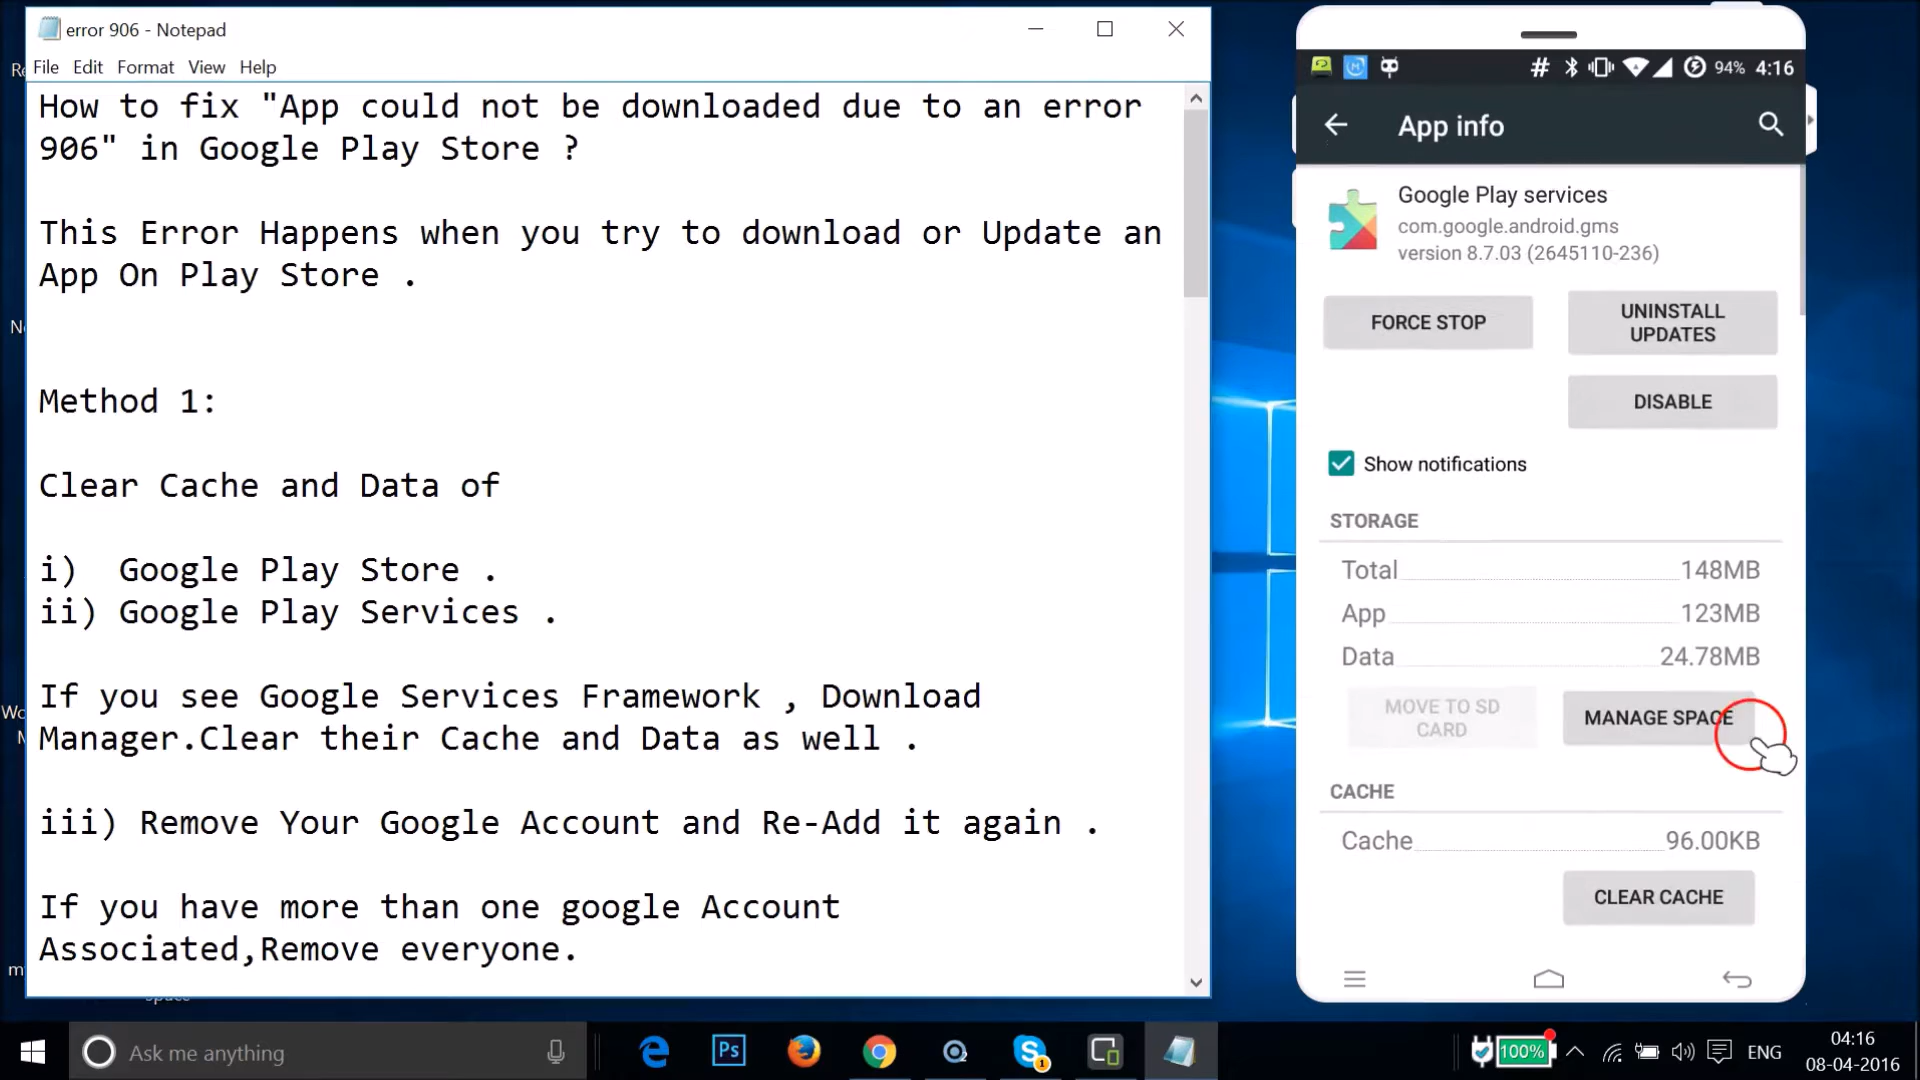 error 906 - Notepad
File Edit Format View Help
How to fix "App could not be downloaded due to an error
906" in Google Play Store ?
This Error Happens when you try to download or Update an
App On Play Store .
Method 1:
Clear Cache and Data of
i) Google Play Store .
ii) Google Play Services .
If you see Google Services Framework , Download
Manager.Clear their Cache and Data as well .
iii) Remove Your Google Account and Re-Add it again .
If you have more than one google Account
Associated,Remove everyone.
94% 4:16
App info
Google Play services
com.google.android.gms
version 8.7.03 (2645110-236)
FORCE STOP
UNINSTALL
UPDATES
DISABLE
Show notifications
STORAGE
Total 148MB
App 123MB
Data 24.78MB
MOVE TO SD
CARD
MANAGE SPACE
CACHE
Cache 96.00KB
CLEAR CACHE
Ask me anything
Ps
S 1
100%
ENG
04:16
08-04-2016